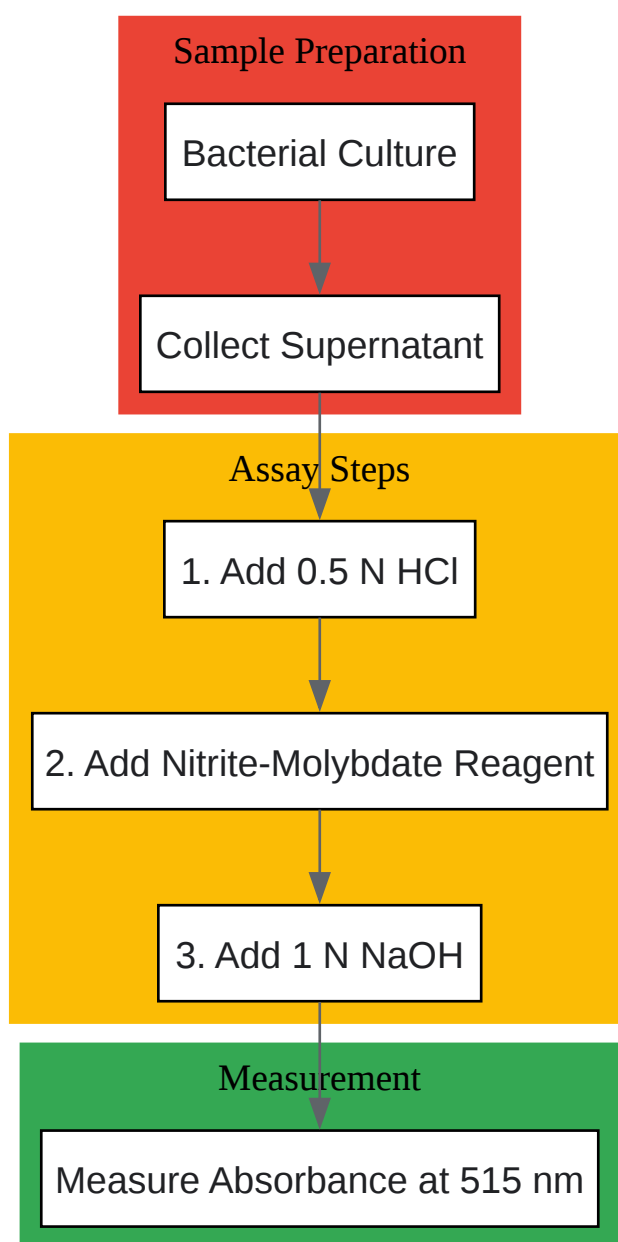 Sample Preparation
Bacterial Culture
Collect Supernatant
Assay Steps
1. Add 0.5 N HCl
2. Add Nitrite-Molybdate Reagent
3. Add 1 N NaOH
Measurement
Measure Absorbance at 515 nm